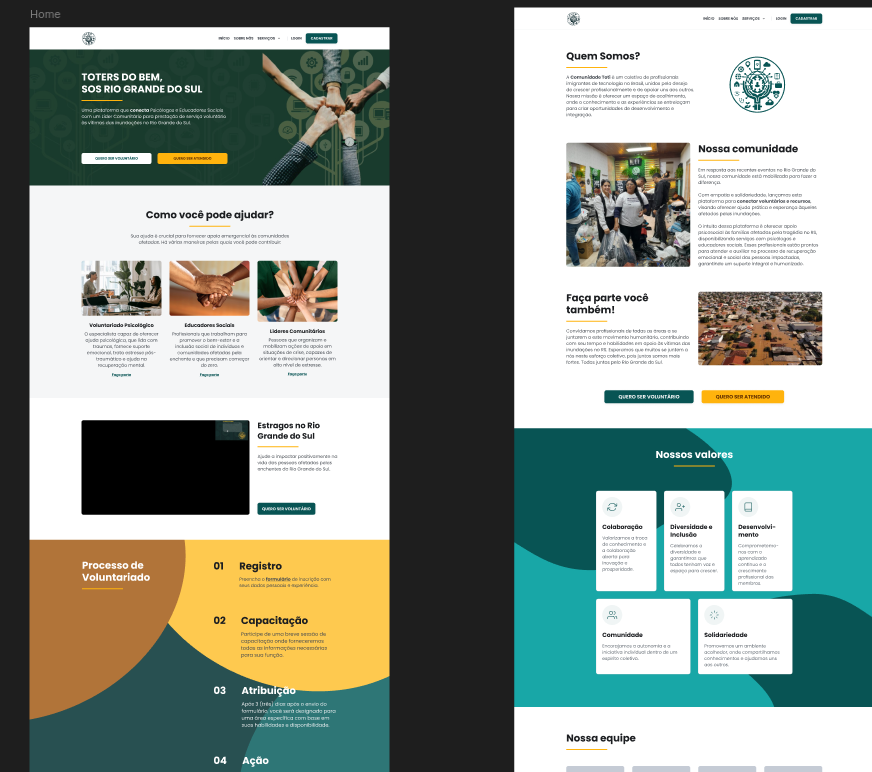 Home
INÍCIO SOBRE NÓS SERVIÇOS LOGIN CADASTRAR
TOTERS DO BEM,
SOS RIO GRANDE DO SUL
Uma plataforma que conecta Psicólogos e Educadores Sociais
com um Líder Comunitário para prestação de serviço voluntário
às vítimas das inundações no Rio Grande do Sul.
QUERO SER VOLUNTÁRIO QUERO SER ATENDIDO
Como você pode ajudar?
Sua ajuda é crucial para fornecer apoio emergencial às comunidades
afetadas. Há várias maneiras pelas quais você pode contribuir:
Voluntariado Psicológico
O especialista capaz de oferecer
ajuda psicológica, que lida com
traumas, fornece suporte
emocional, trata estresse pós-
traumático e ajuda na
recuperação mental.
Faça parte
Educadores Sociais
Profissionais que trabalham para
promover o bem-estar e a
inclusão social de indivíduos e
comunidades afetadas pela
enchente e que precisam começar
do zero.
Faça parte
Líderes Comunitários
Pessoas que organizam e
mobilizam ações de apoio em
situações de crise, capazes de
orientar e direcionar pessoas em
alto nível de estresse.
Faça parte
Estragos no Rio
Grande do Sul
Ajude a impactar positivamente na
vida das pessoas afetadas pelas
enchentes do Rio Grande do Sul.
QUERO SER VOLUNTÁRIO
Processo de
Voluntariado
01 Registro
Preencha o formulário de inscrição com
seus dados pessoais e experiência.
02 Capacitação
Participe de uma breve sessão de
capacitação onde forneceremos
todas as informações necessárias
para sua função.
03 Atribuição
Após 3 (três) dias após o envio do
formulário, você será designado para
uma área específica com base em
suas habilidades e disponibilidade.
04 Ação
INÍCIO SOBRE NÓS SERVIÇOS LOGIN CADASTRAR
Quem Somos?
A Comunidade Toti é um coletivo de profissionais
imigrantes de tecnologia no Brasil, unidos pelo desejo
de crescer profissionalmente e de apoiar uns aos outros.
Nossa missão é oferecer um espaço de acolhimento,
onde o conhecimento e as experiências se entrelaçam
para criar oportunidades de desenvolvimento e
integração.
Nossa comunidade
Em resposta aos recentes eventos no Rio Grande do
Sul, nossa comunidade está mobilizada para fazer a
diferença.
Com empatia e solidariedade, lançamos esta
plataforma para conectar voluntários e recursos,
visando oferecer ajuda prática e esperança àqueles
afetados pelas inundações.
O intuito dessa plataforma é oferecer apoio
psicossocial às famílias afetadas pela tragédia no RS,
disponibilizando serviços com psicólogos e
educadores sociais. Esses profissionais estão prontos
para atender e auxiliar no processo de recuperação
emocional e social das pessoas impactadas,
garantindo um suporte integral e humanizado.
Faça parte você
também!
Convidamos profissionais de todas as áreas a se
juntarem a este movimento humanitário, contribuindo
com seu tempo e habilidades em apoio às vítimas das
inundações no RS. Esperamos que muitos se juntem a
nós neste esforço coletivo, pois juntos somos mais
fortes. Todos juntos pelo Rio Grande do Sul.
QUERO SER VOLUNTÁRIO QUERO SER ATENDIDO
Nossos valores
Colaboração
Valorizamos a troca
de conhecimento e
a colaboração
aberta para
inovação e
prosperidade.
Diversidade e
Inclusão
Celebramos a
diversidade e
garantimos que
todos tenham voz e
espaço para crescer.
Desenvolvi-
mento
Comprometemo-
nos com o
aprendizado
contínuo e o
crescimento
profissional dos
membros.
Comunidade
Encorajamos a autonomia e a
iniciativa individual dentro de um
espírito coletivo.
Solidariedade
Promovemos um ambiente
acolhedor, onde compartilhamos
conhecimentos e ajudamos uns
aos outros.
Nossa equipe